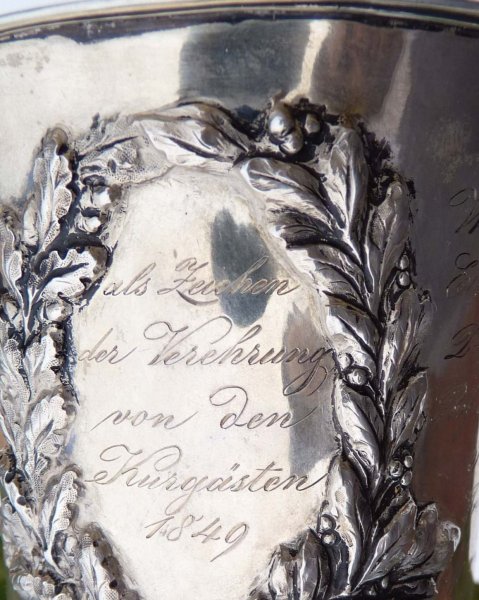 als Zeichen
der Verehrung
von den
Kurgästen
1849